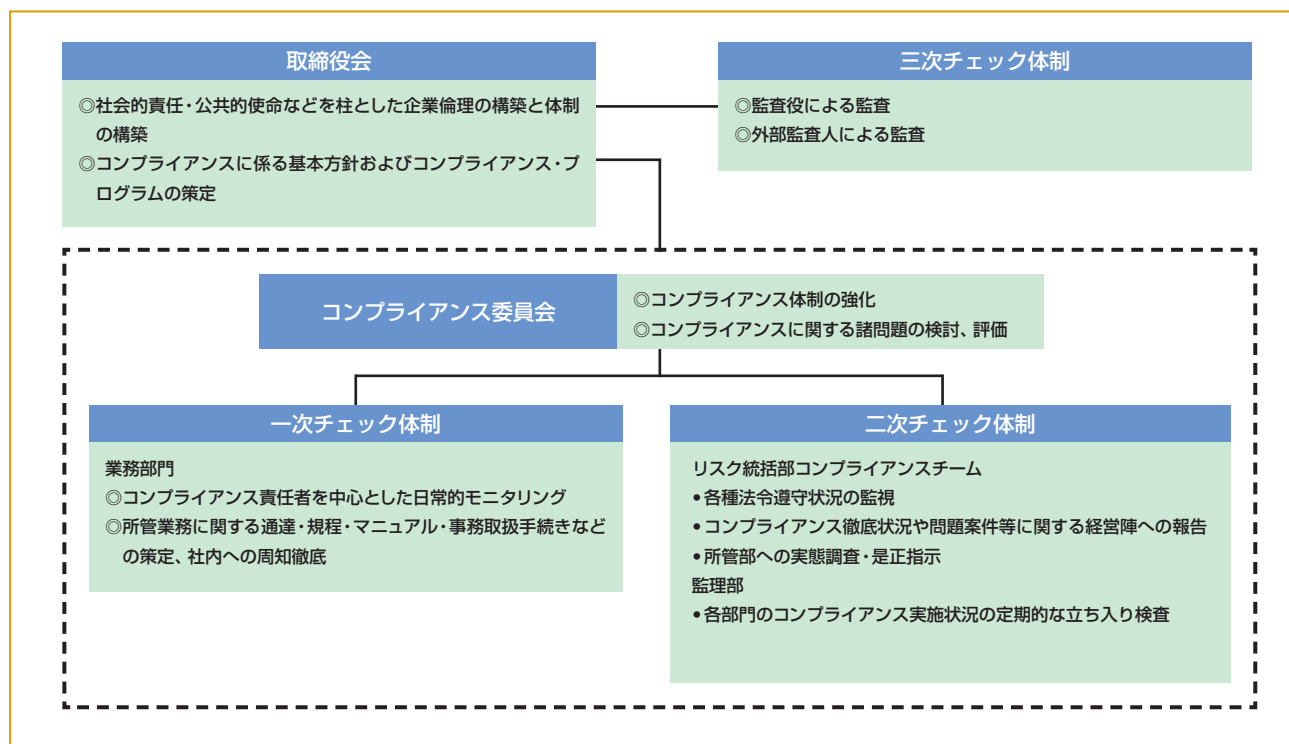 取締役会
◎社会的責任・公共的使命などを柱とした企業倫理の構築と体制
の構築
◎コンプライアンスに係る基本方針およびコンプライアンス・プ
ログラムの策定
三次チェック体制
◎監査役による監査
◎外部監査人による監査
コンプライアンス委員会
◎コンプライアンス体制の強化
◎コンプライアンスに関する諸問題の検討、評価
一次チェック体制
業務部門
◎コンプライアンス責任者を中心とした日常的モニタリング
◎所管業務に関する通達・規程・マニュアル・事務取扱手続きなど
の策定、社内への周知徹底
二次チェック体制
リスク統括部コンプライアンスチーム
•各種法令遵守状況の監視
•コンプライアンス徹底状況や問題案件等に関する経営陣への報告
•所管部への実態調査・是正指示
監理部
•各部門のコンプライアンス実施状況の定期的な立ち入り検査